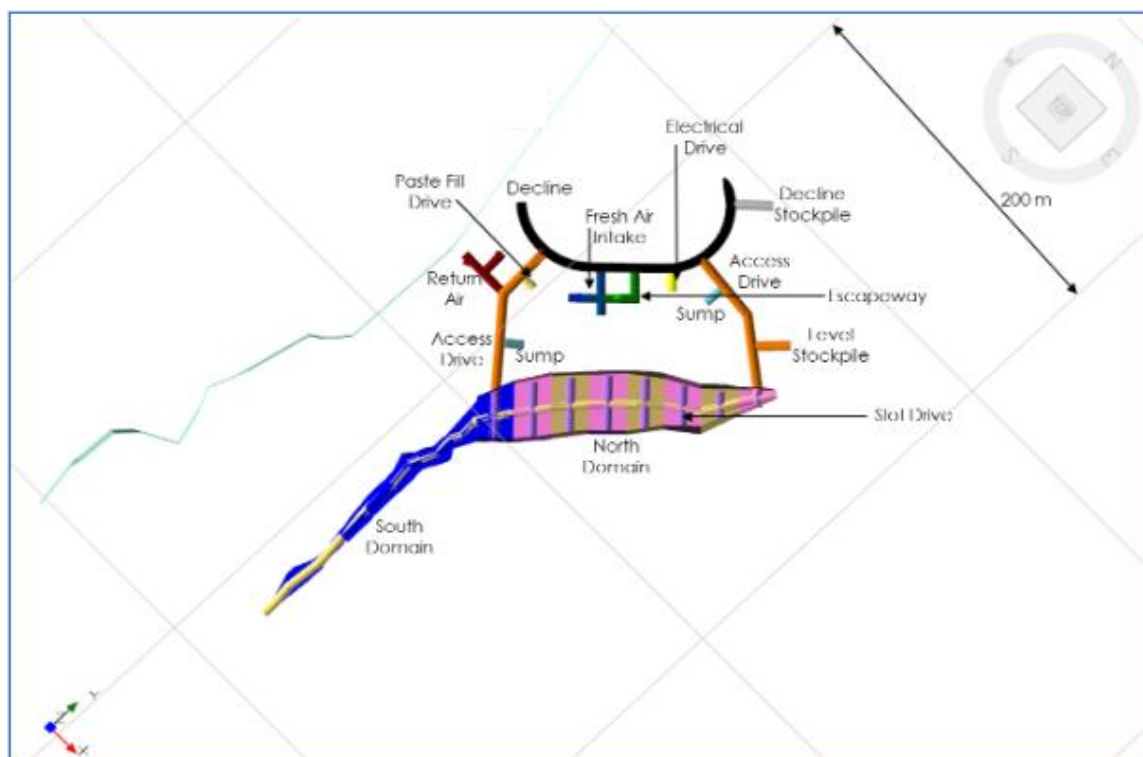 Electrical
Drive
Paste Fill
Drive
Decline
Decline
Stockpile
200 m
Fresh Air
Intake
Return
Air
Access
Drive
Escapeway
Sump
Access
Drive
Sump
Level
Stockpile
Slot Drive
North
Domain
South
Domain
TOP
N
S
Y
X